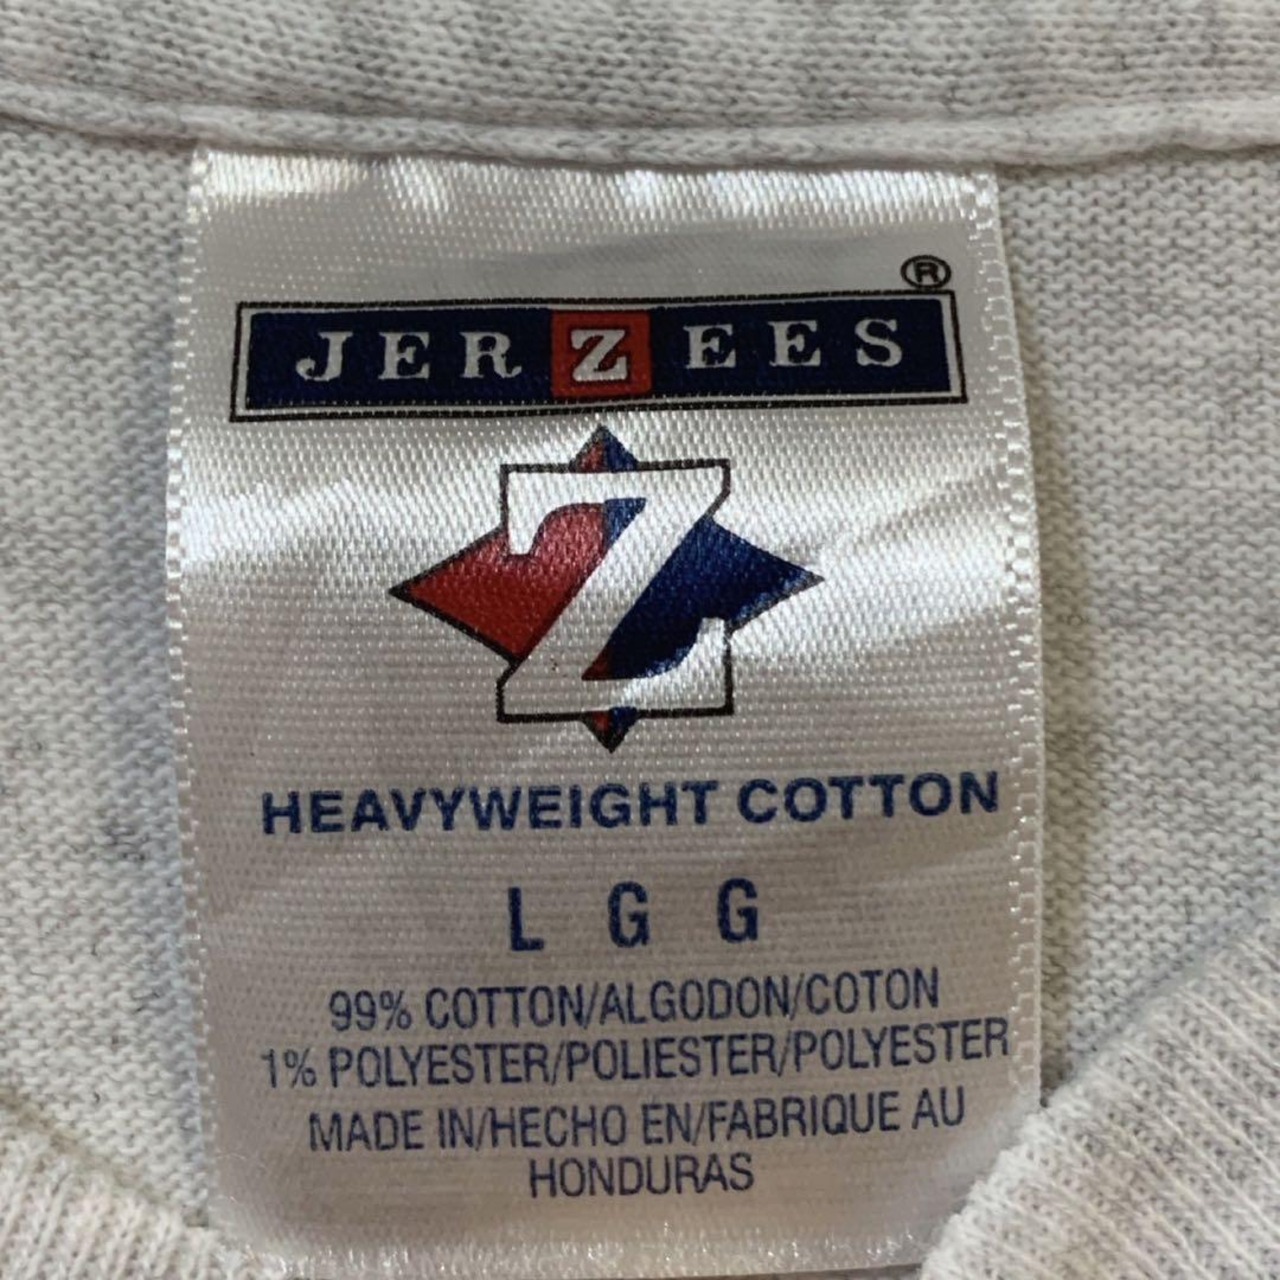 ®
JERZEES
Z
HEAVYWEIGHT COTTON
L G G
99% COTTON/ALGODON/COTON
1% POLYESTER/POLIESTER/POLYESTER
MADE IN/HECHO EN/FABRIQUE AU
HONDURAS